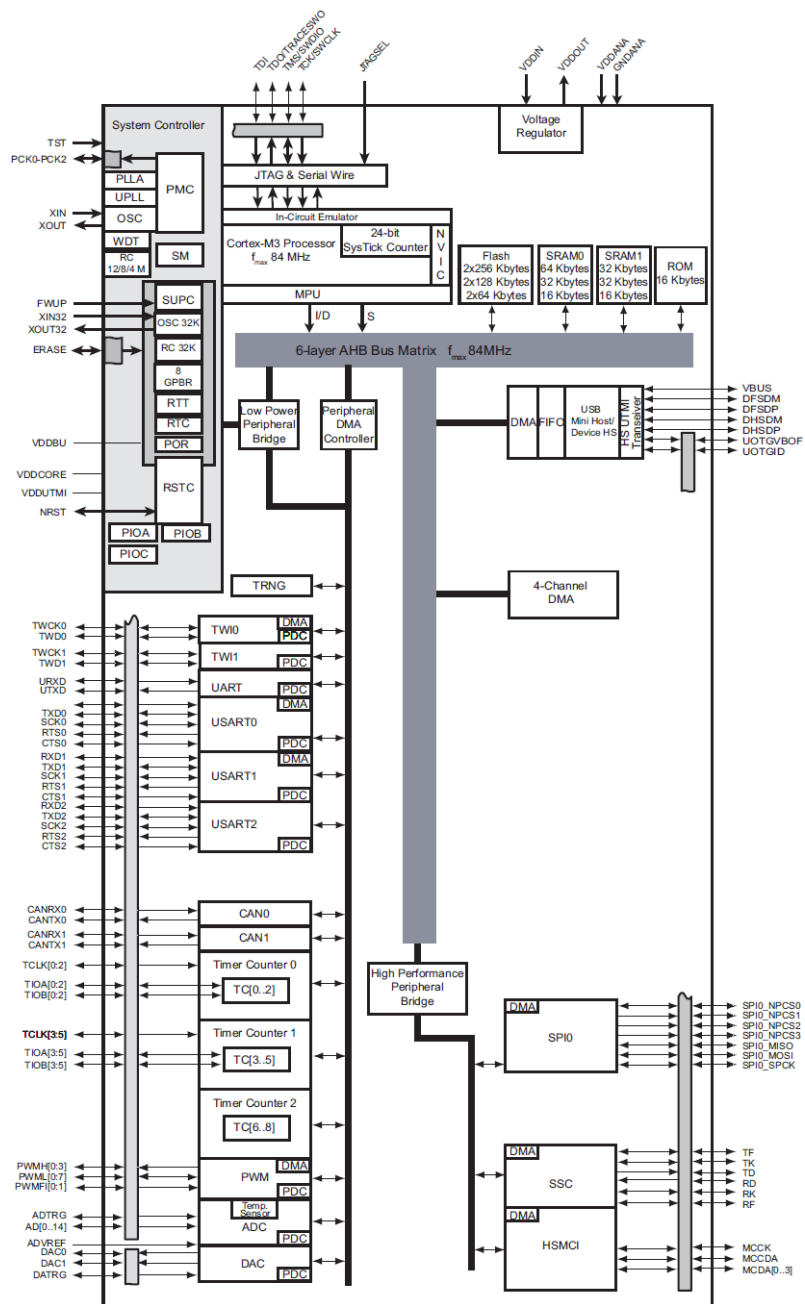 TDI
TDO/TRACESWO
TMS/SWDIO
TCK/SWCLK
JTAGSEL
VDDIN
VDDOUT
VDDANA
GNDANA
System Controller
Voltage
Regulator
TST
PCK0-PCK2
PLLA
UPLL
OSC
PMC
XIN
XOUT
WDT
RC
12/8/4 M
SM
JTAG & Serial Wire
In-Circuit Emulator
Cortex-M3 Processor
fmax 84 MHz
24-bit
SysTick Counter
N
V
I
C
MPU
I/D
S
Flash
2x256 Kbytes
2x128 Kbytes
2x64 Kbytes
SRAM0
64 Kbytes
32 Kbytes
16 Kbytes
SRAM1
32 Kbytes
32 Kbytes
16 Kbytes
ROM
16 Kbytes
FWUP
XIN32
XOUT32
ERASE
SUPC
OSC 32K
RC 32K
8
GPBR
RTT
RTC
POR
RSTC
VDDBU
VDDCORE
VDDUTMI
NRST
PIOA
PIOB
PIOC
6-layer AHB Bus Matrix fmax 84MHz
Low Power
Peripheral
Bridge
Peripheral
DMA
Controller
DMA
FIFO
USB
Mini Host/
Device HS
HS UTMI
Transeiver
VBUS
DFSDM
DFSDP
DHSDM
DHSDP
UOTGVBOF
UOTGID
TRNG
4-Channel
DMA
TWCK0
TWD0
TWI0
DMA
PDC
TWCK1
TWD1
TWI1
PDC
URXD
UTXD
UART
PDC
TXD0
SCK0
RTS0
CTS0
USART0
DMA
PDC
RXD1
TXD1
SCK1
RTS1
CTS1
USART1
DMA
PDC
RXD2
TXD2
SCK2
RTS2
CTS2
USART2
PDC
CANRX0
CANTX0
CAN0
CANRX1
CANTX1
CAN1
TCLK[0:2]
TIOA[0:2]
TIOB[0:2]
Timer Counter 0
TC[0..2]
High Performance
Peripheral
Bridge
TCLK[3:5]
TIOA[3:5]
TIOB[3:5]
Timer Counter 1
TC[3..5]
Timer Counter 2
TC[6..8]
DMA
SPI0
SPI0_NPCS0
SPI0_NPCS1
SPI0_NPCS2
SPI0_NPCS3
SPI0_MISO
SPI0_MOSI
SPI0_SPCK
PWMH[0:3]
PWML[0:7]
PWMFI[0:1]
PWM
DMA
PDC
DMA
SSC
TF
TK
TD
RD
RK
RF
ADTRG
AD[0..14]
Temp.
Sensor
ADC
PDC
DMA
HSMCI
MCCK
MCCDA
MCDA[0..3]
ADVREF
DAC0
DAC1
DATRG
DAC
PDC